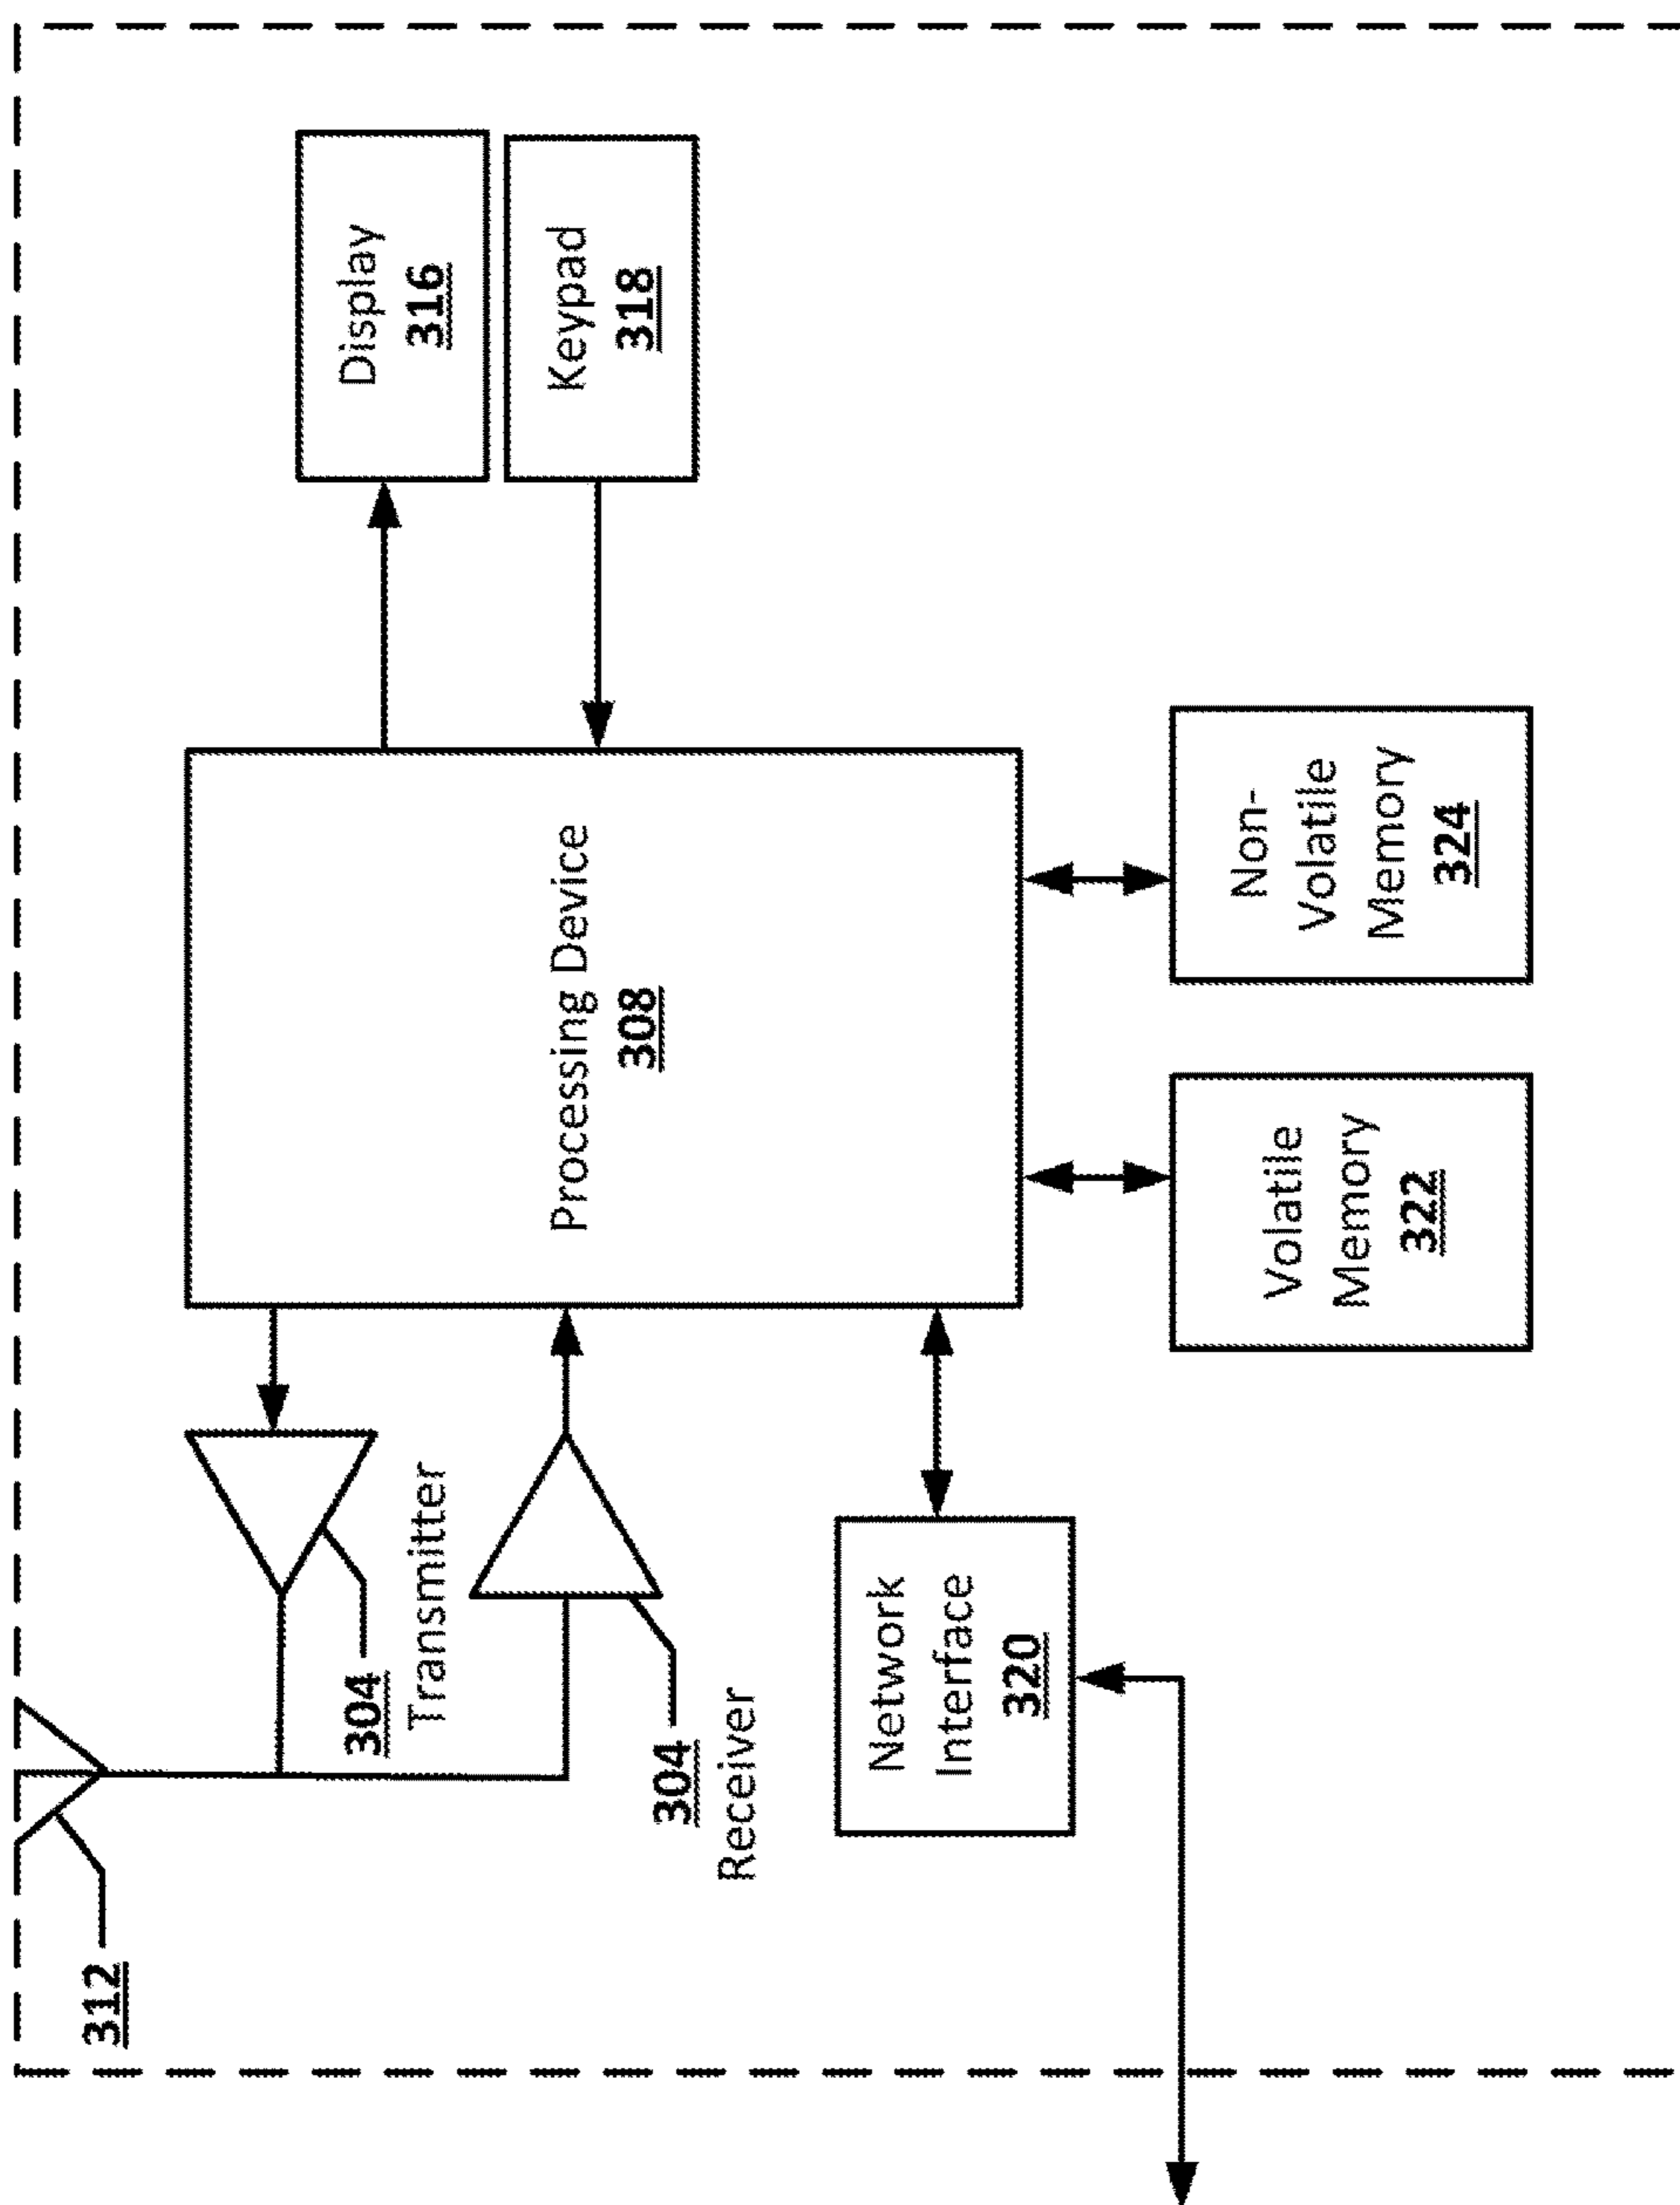 312
304
Transmitter
304
Receiver
Processing Device
308
Display
316
Keypad
318
Network
Interface
320
Volatile
Memory
322
Non-
Volatile
Memory
324